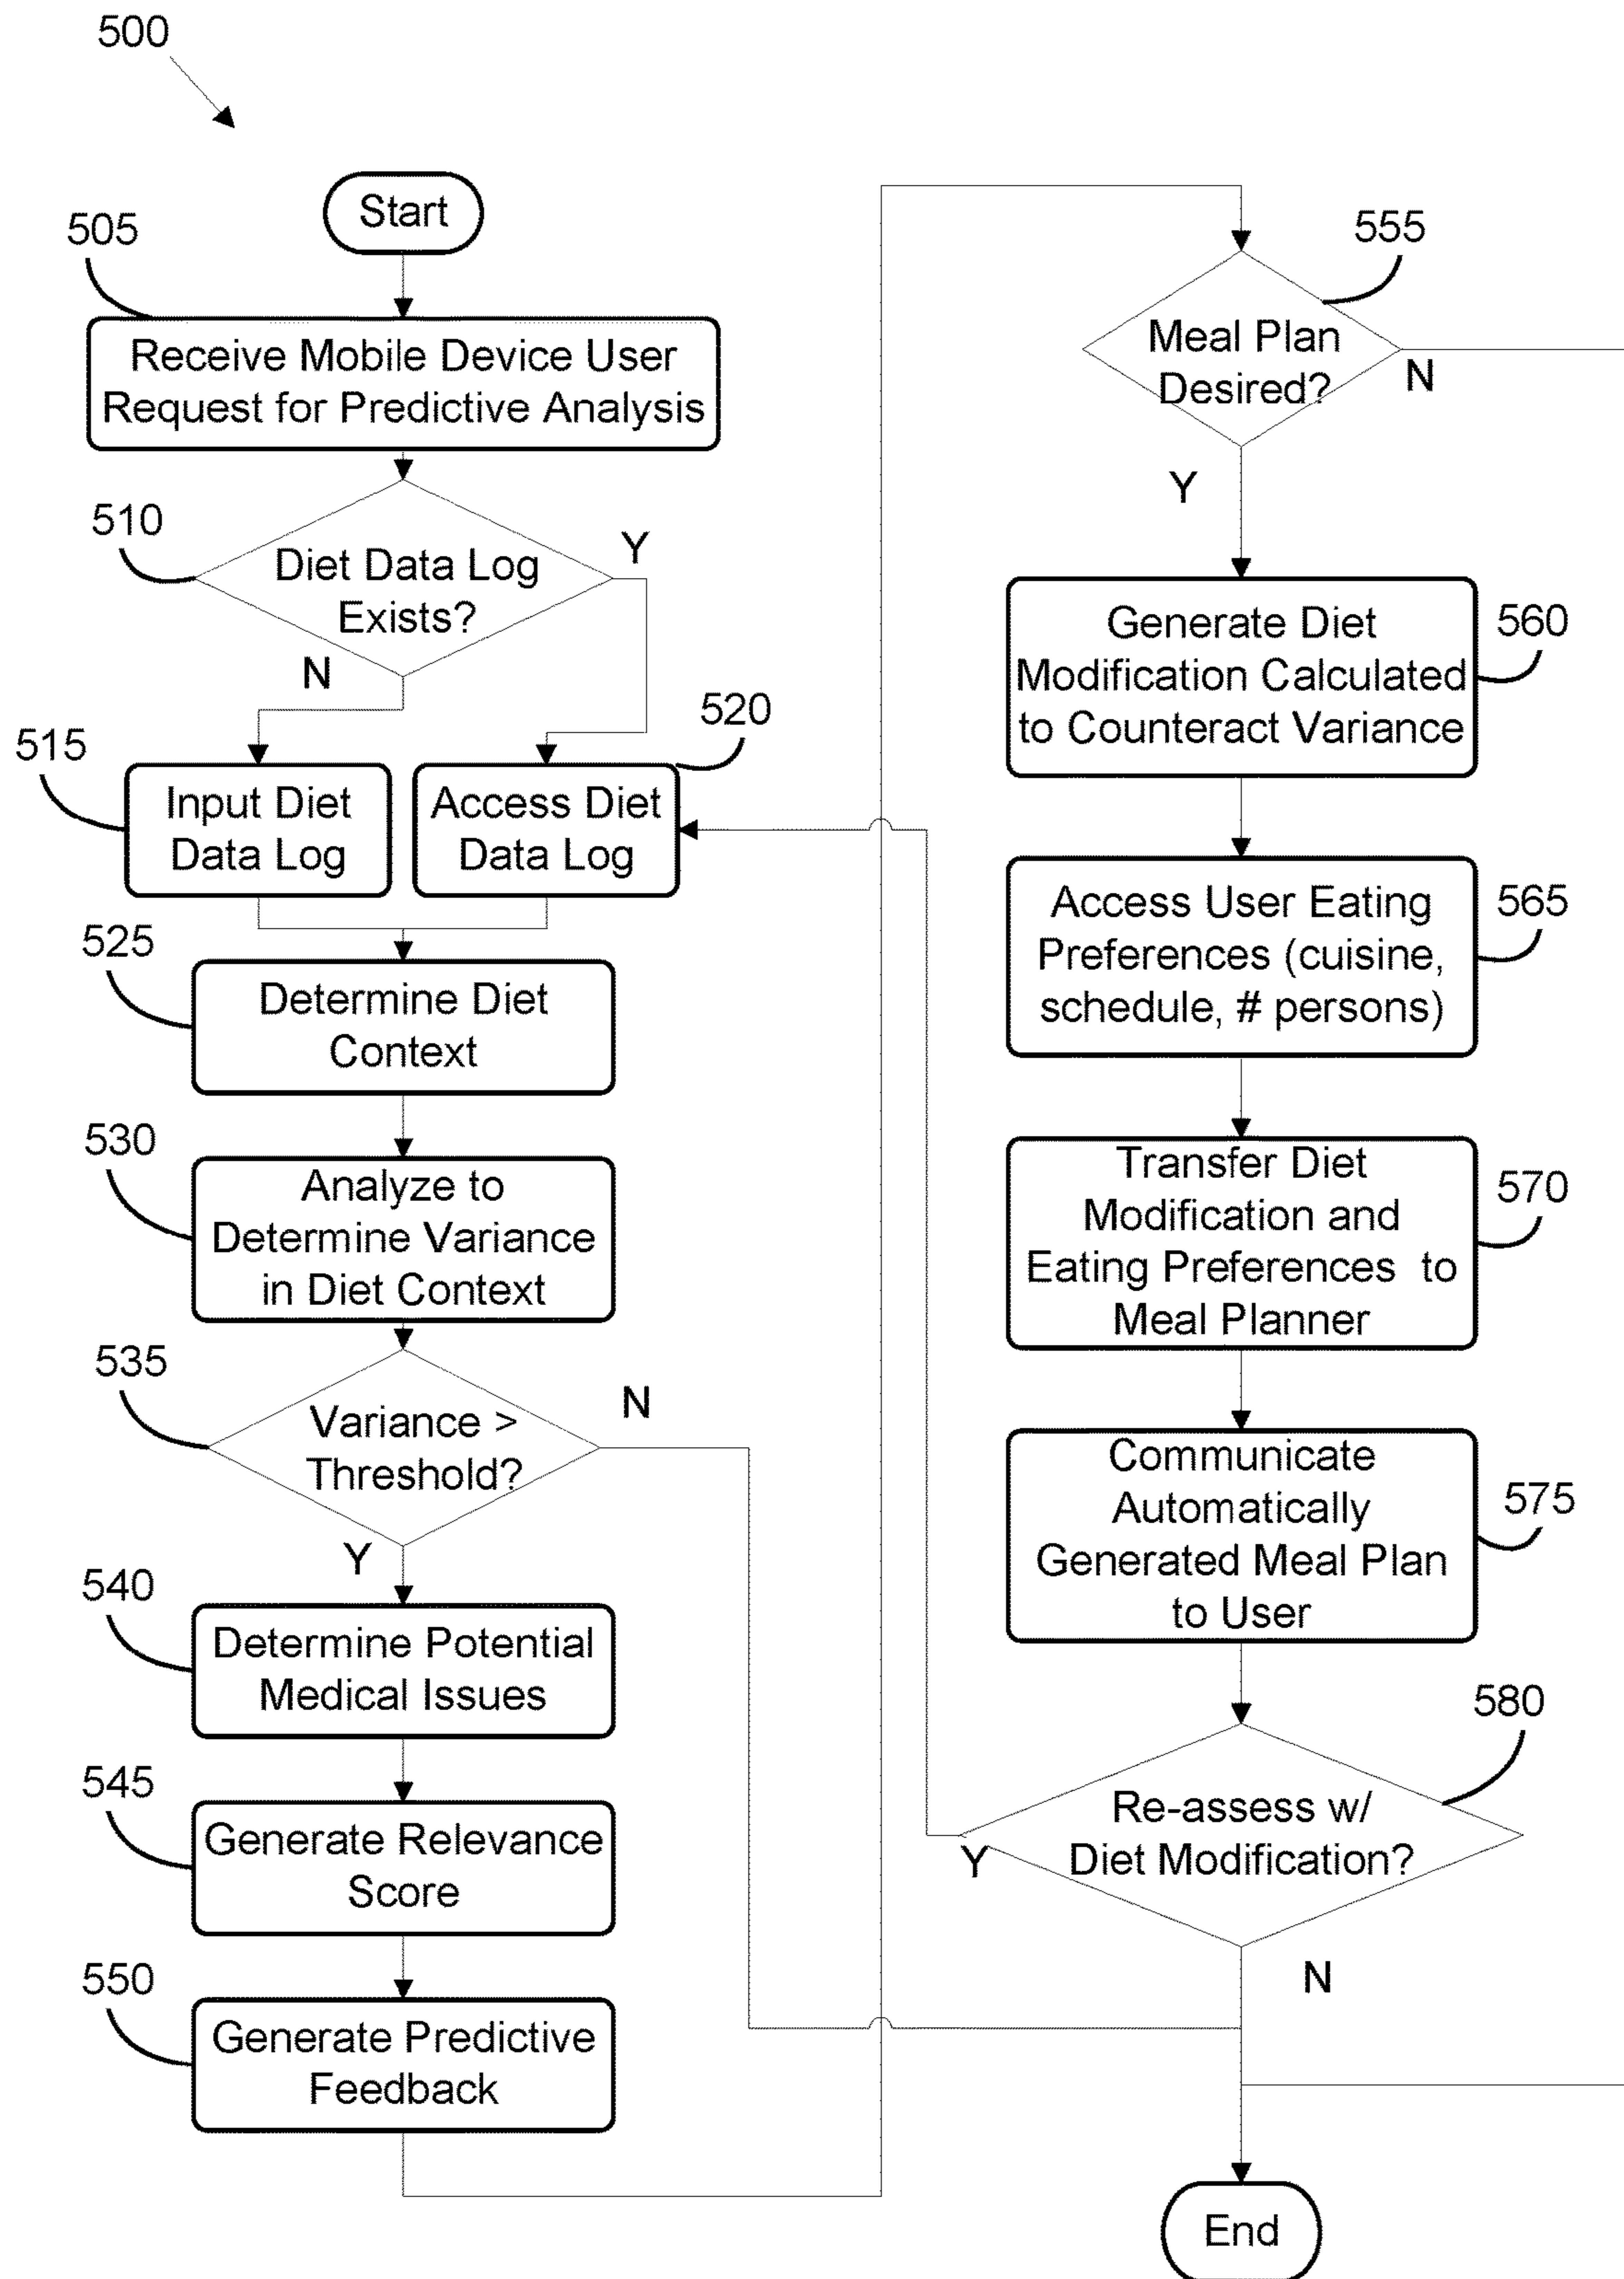 500
Start
505
Receive Mobile Device User
Request for Predictive Analysis
510
Diet Data Log
Exists?
Y
N
515
Input Diet
Data Log
520
Access Diet
Data Log
525
Determine Diet
Context
530
Analyze to
Determine Variance
in Diet Context
535
Variance >
Threshold?
N
Y
540
Determine Potential
Medical Issues
545
Generate Relevance
Score
550
Generate Predictive
Feedback
555
Meal Plan
Desired?
N
Y
560
Generate Diet
Modification Calculated
to Counteract Variance
565
Access User Eating
Preferences (cuisine,
schedule, # persons)
570
Transfer Diet
Modification and
Eating Preferences to
Meal Planner
575
Communicate
Automatically
Generated Meal Plan
to User
580
Re-assess w/
Diet Modification?
Y
N
End